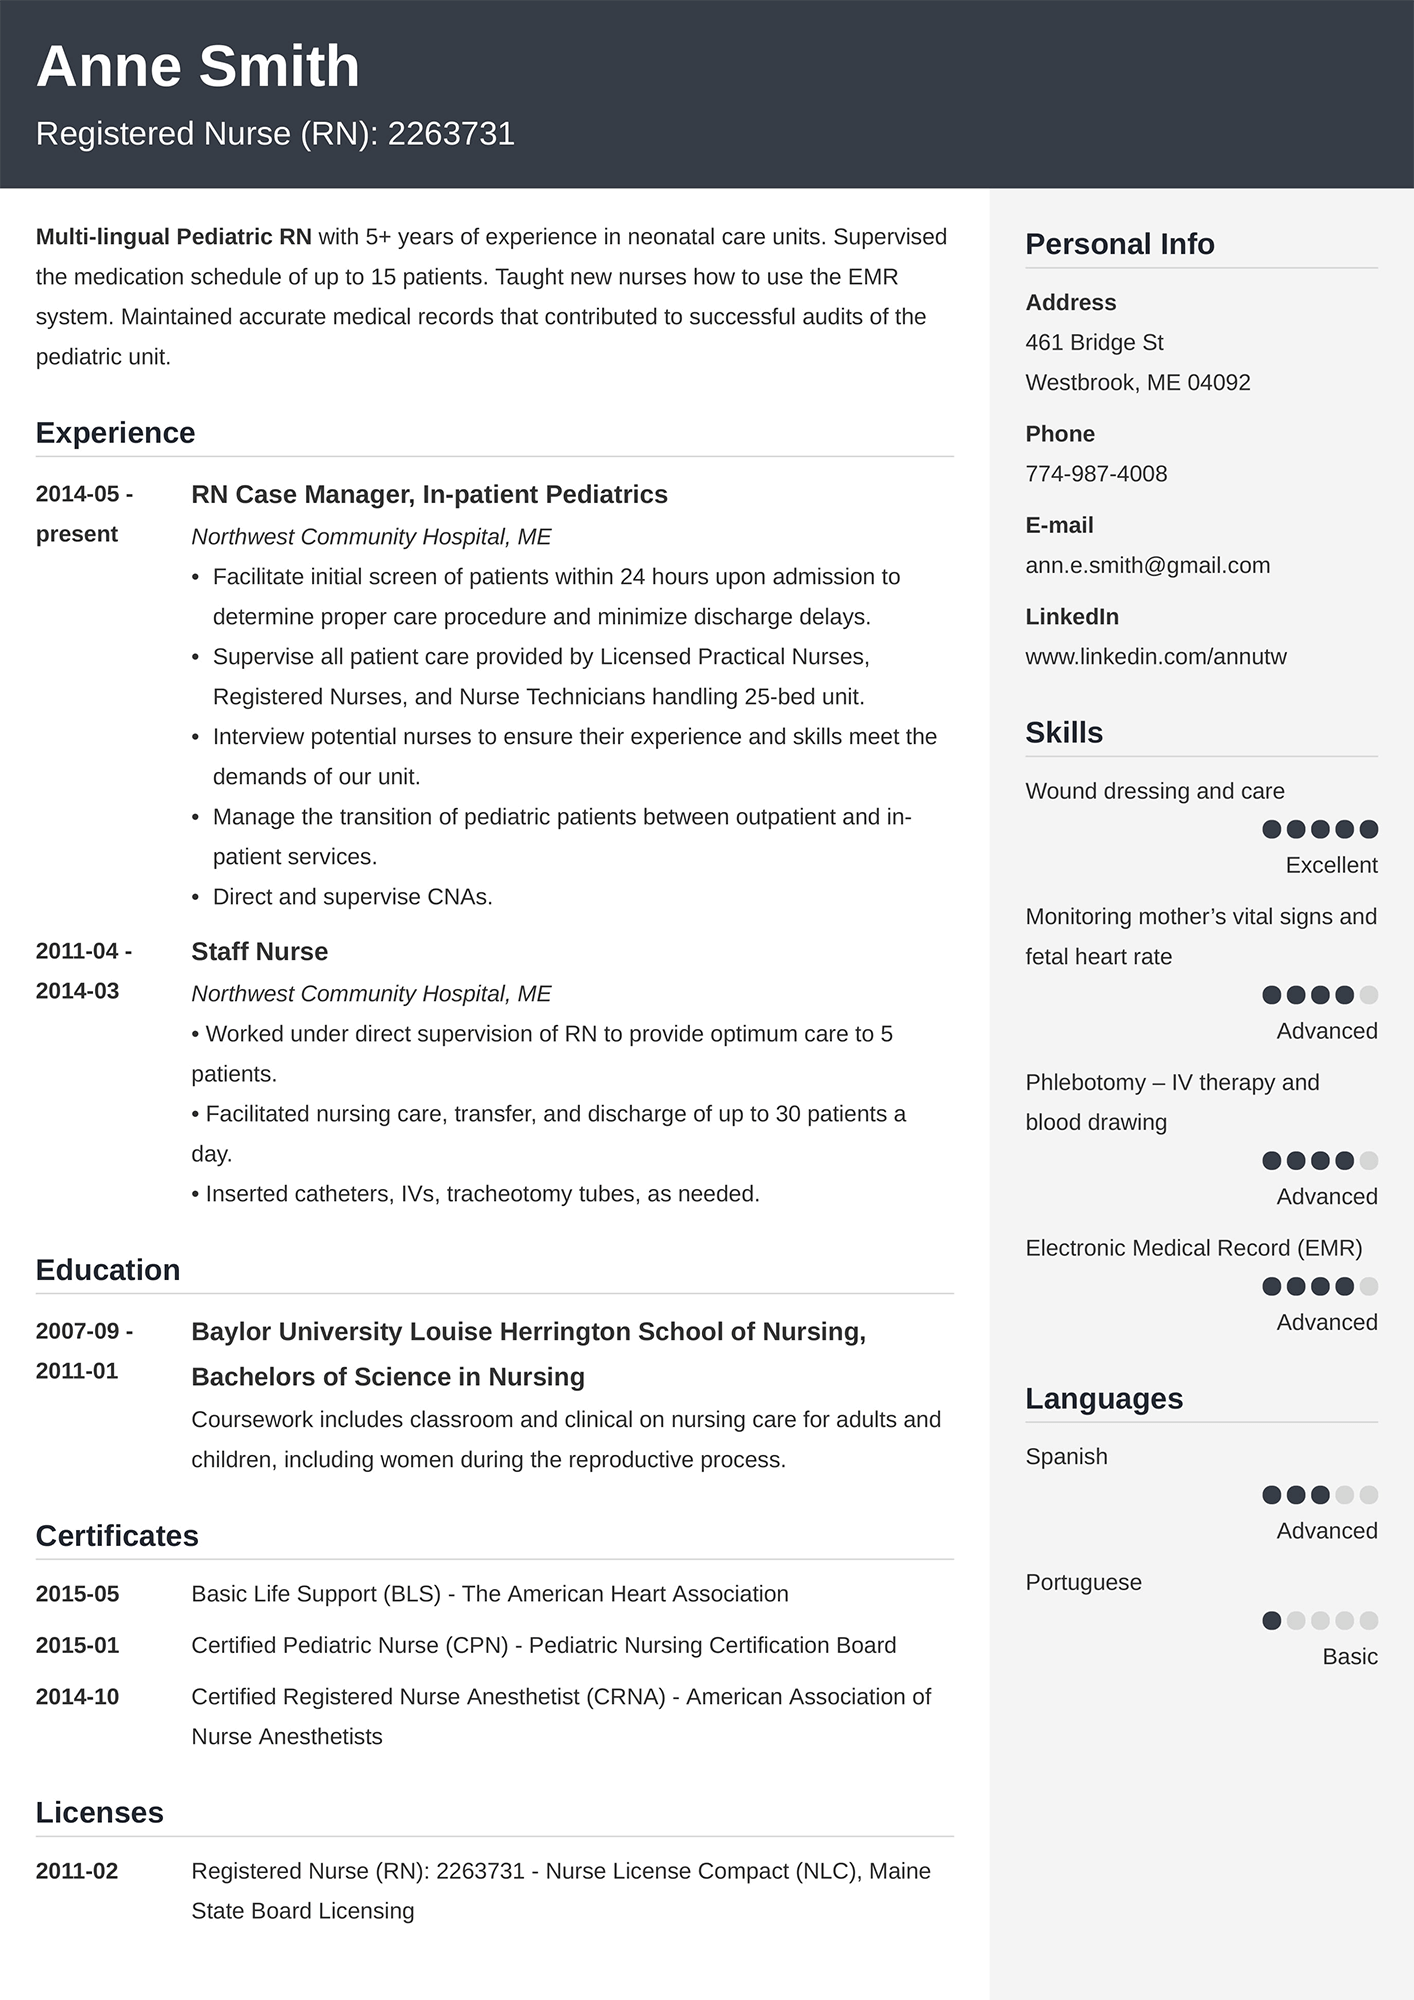 Anne Smith
Registered Nurse (RN): 2263731
Multi-lingual Pediatric RN with 5+ years of experience in neonatal care units. Supervised
the medication schedule of up to 15 patients. Taught new nurses how to use the EMR
system. Maintained accurate medical records that contributed to successful audits of the
pediatric unit.
Experience
2014-05 -
present
RN Case Manager, In-patient Pediatrics
Northwest Community Hospital, ME
• Facilitate initial screen of patients within 24 hours upon admission to
determine proper care procedure and minimize discharge delays.
• Supervise all patient care provided by Licensed Practical Nurses,
Registered Nurses, and Nurse Technicians handling 25-bed unit.
• Interview potential nurses to ensure their experience and skills meet the
demands of our unit.
• Manage the transition of pediatric patients between outpatient and in-
patient services.
• Direct and supervise CNAs.
2011-04 -
2014-03
Staff Nurse
Northwest Community Hospital, ME
• Worked under direct supervision of RN to provide optimum care to 5
patients.
• Facilitated nursing care, transfer, and discharge of up to 30 patients a
day.
• Inserted catheters, IVs, tracheotomy tubes, as needed.
Education
2007-09 -
2011-01
Baylor University Louise Herrington School of Nursing,
Bachelors of Science in Nursing
Coursework includes classroom and clinical on nursing care for adults and
children, including women during the reproductive process.
Certificates
2015-05 Basic Life Support (BLS) - The American Heart Association
2015-01 Certified Pediatric Nurse (CPN) - Pediatric Nursing Certification Board
2014-10 Certified Registered Nurse Anesthetist (CRNA) - American Association of
Nurse Anesthetists
Licenses
2011-02 Registered Nurse (RN): 2263731 - Nurse License Compact (NLC), Maine
State Board Licensing
Personal Info
Address
461 Bridge St
Westbrook, ME 04092
Phone
774-987-4008
E-mail
ann.e.smith@gmail.com
LinkedIn
www.linkedin.com/annutw
Skills
Wound dressing and care
Excellent
Monitoring mother’s vital signs and
fetal heart rate
Advanced
Phlebotomy – IV therapy and
blood drawing
Advanced
Electronic Medical Record (EMR)
Advanced
Languages
Spanish
Advanced
Portuguese
Basic